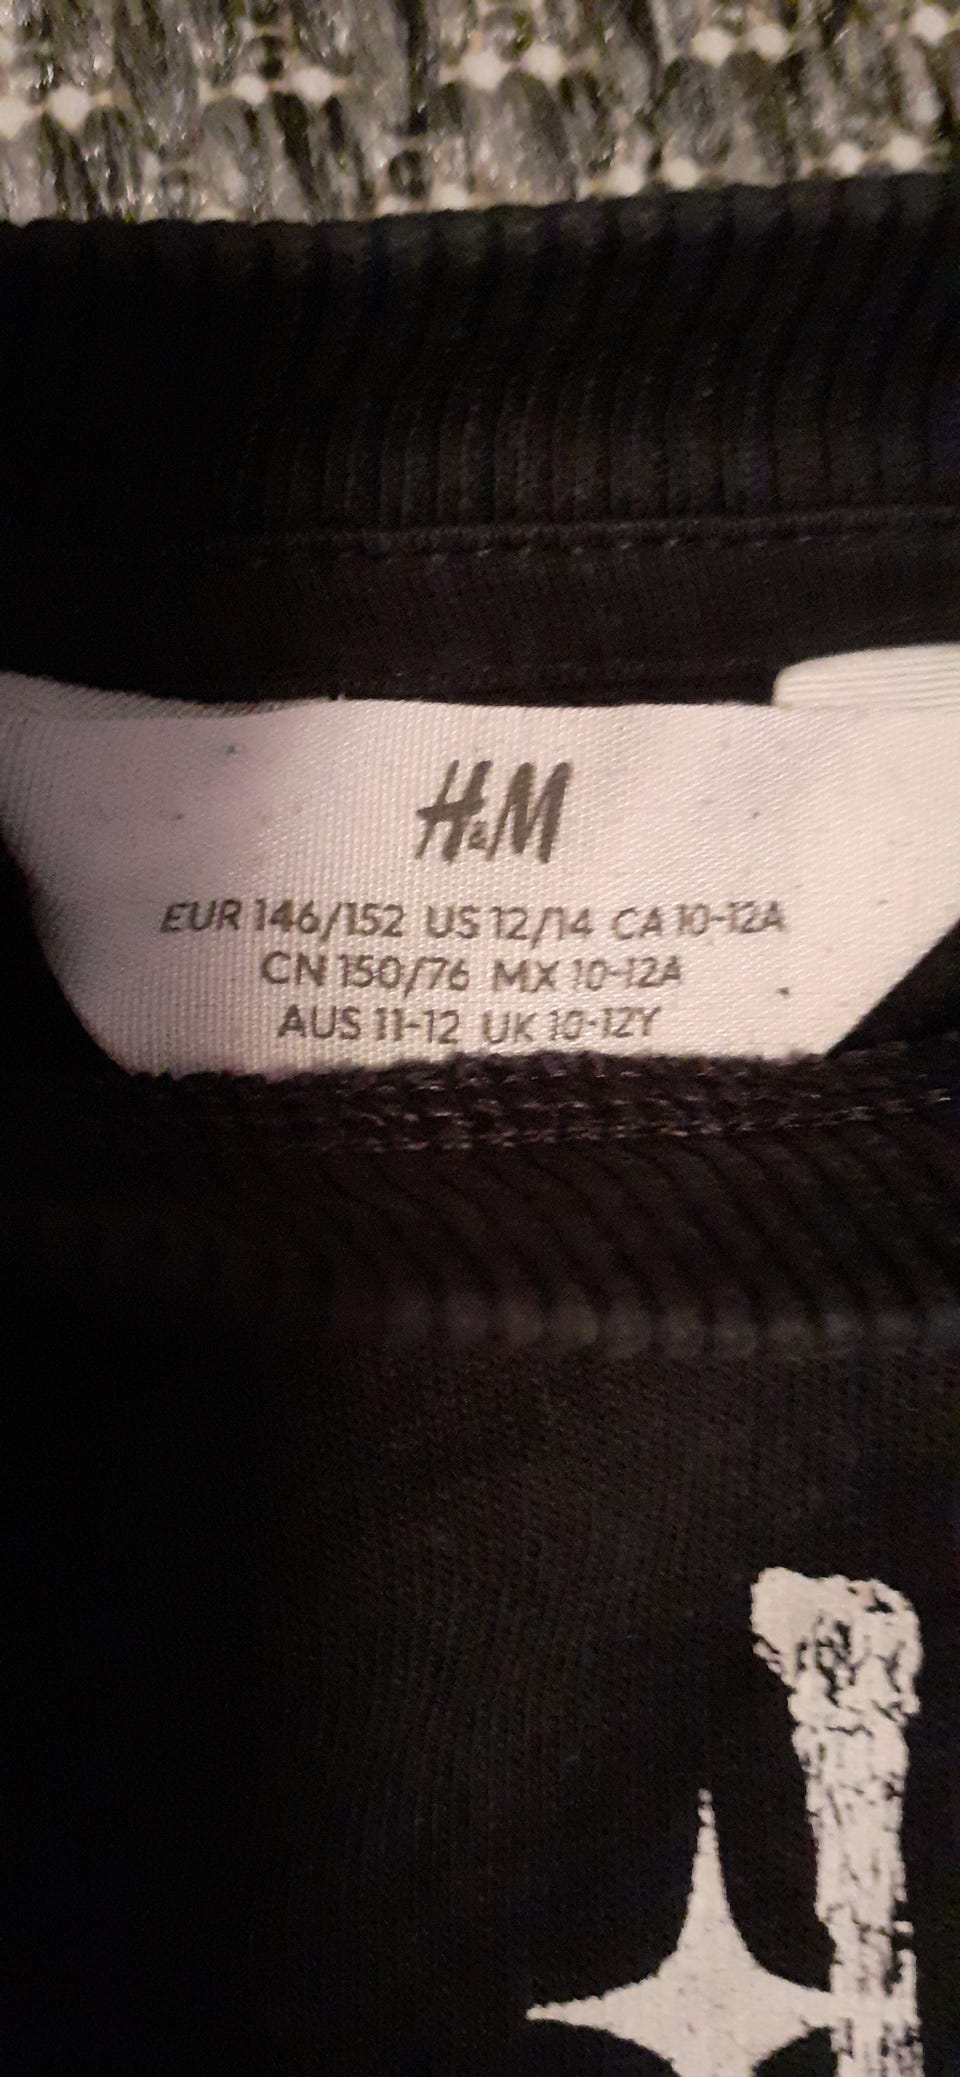 H&M
EUR 146/152 US 12/14 CA 10-12A
CN 150/76 MX 10-12A
AUS 11-12 UK 10-12Y